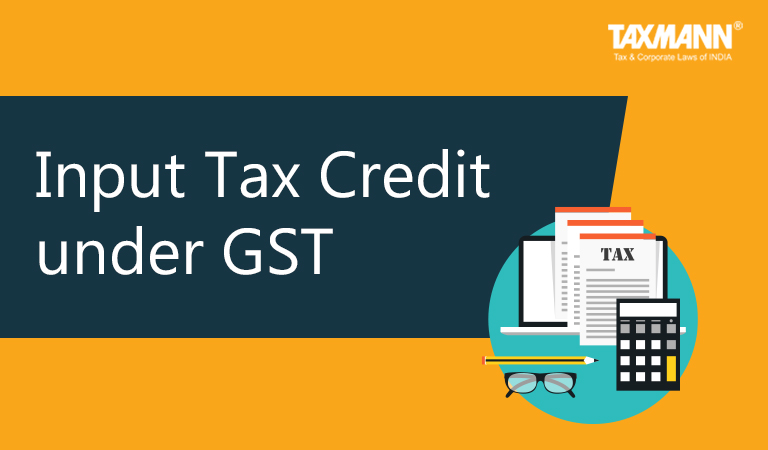 TAXMANN®
Tax & Corporate Laws of INDIA
Input Tax Credit
under GST
TAX